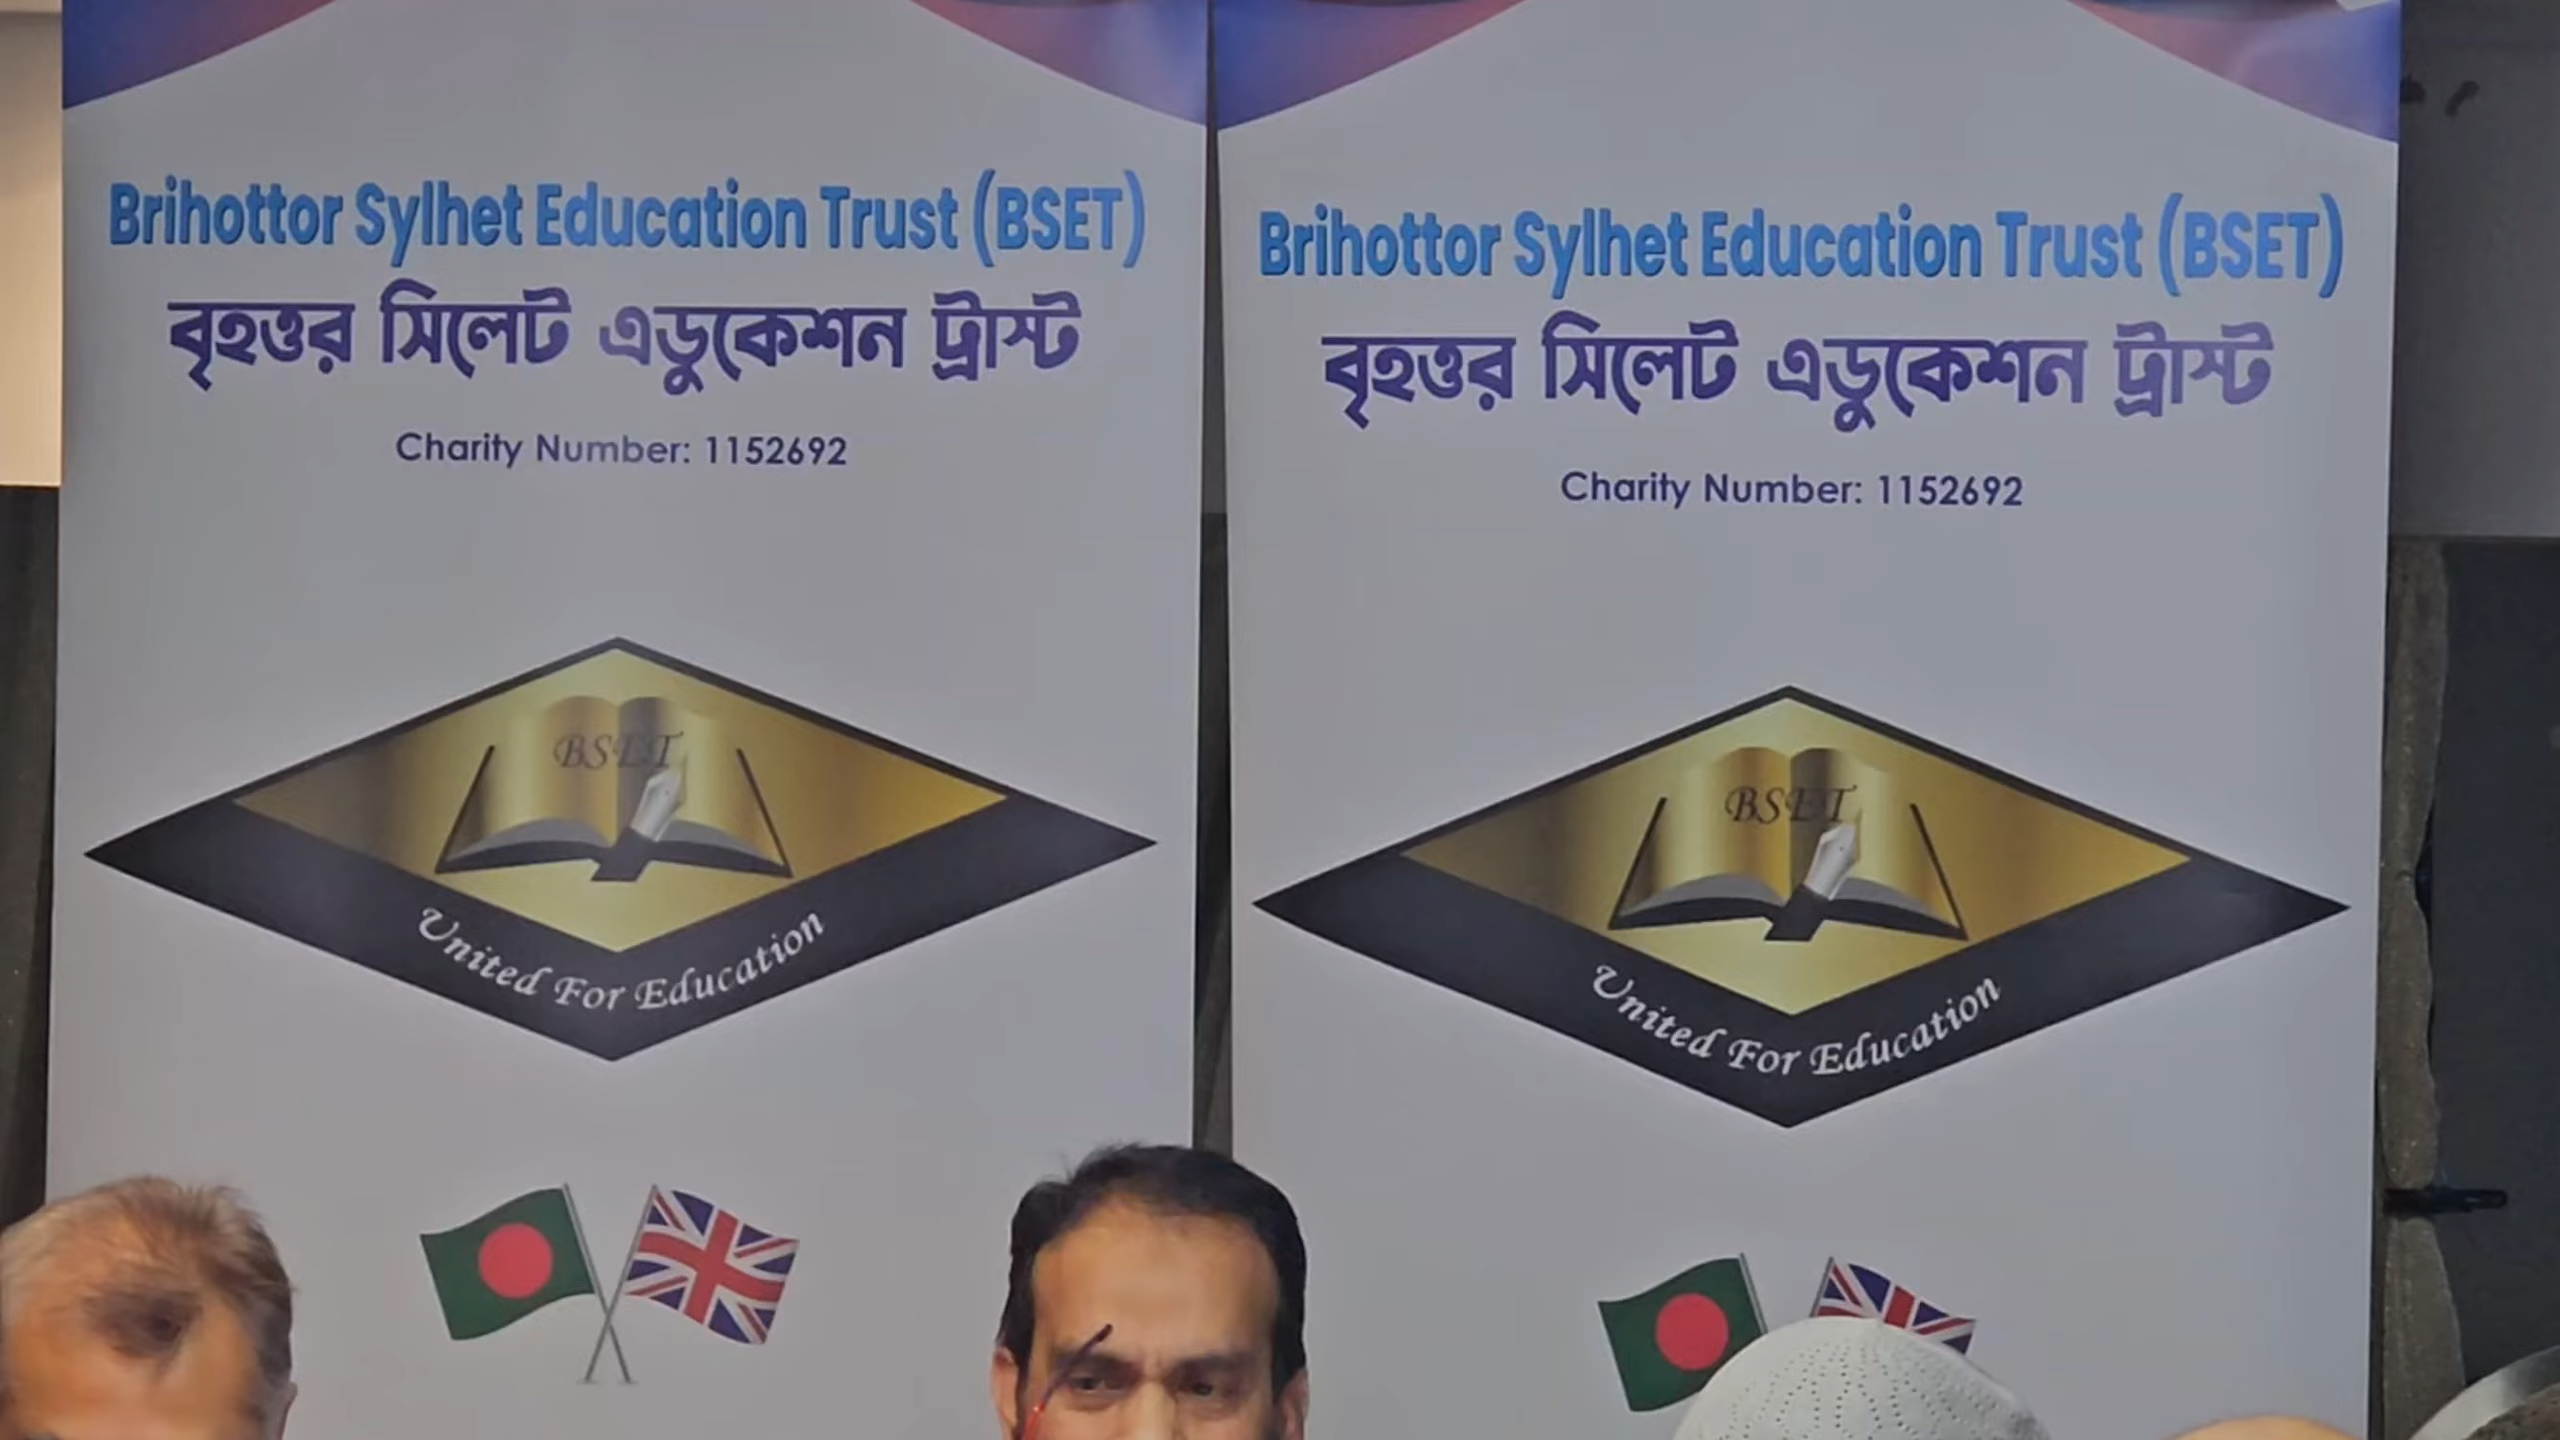 Brihottor Sylhet Education Trust (BSET)
বৃহত্তর সিলেট এডুকেশন ট্রাস্ট
Charity Number: 1152692
BSET
United For Education
Brihottor Sylhet Education Trust (BSET)
বৃহত্তর সিলেট এডুকেশন ট্রাস্ট
Charity Number: 1152692
BSET
United For Education